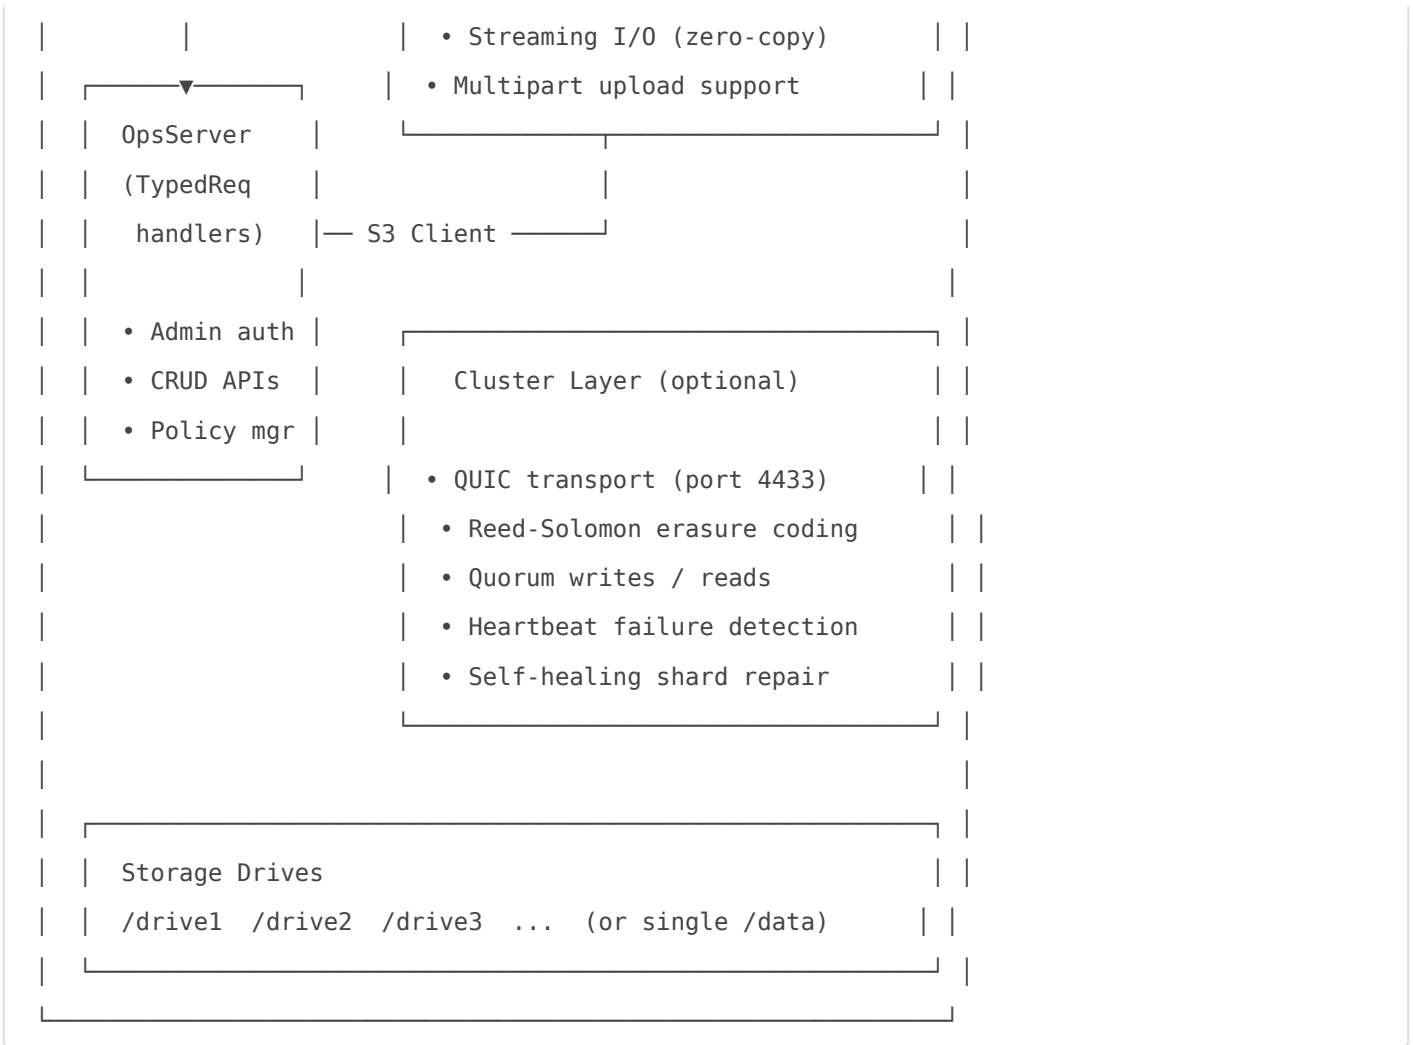 • Streaming I/O (zero-copy)
• Multipart upload support
OpsServer
(TypedReq
handlers) ── S3 Client
• Admin auth
• CRUD APIs Cluster Layer (optional)
• Policy mgr
• QUIC transport (port 4433)
• Reed-Solomon erasure coding
• Quorum writes / reads
• Heartbeat failure detection
• Self-healing shard repair
Storage Drives
/drive1 /drive2 /drive3 ... (or single /data)